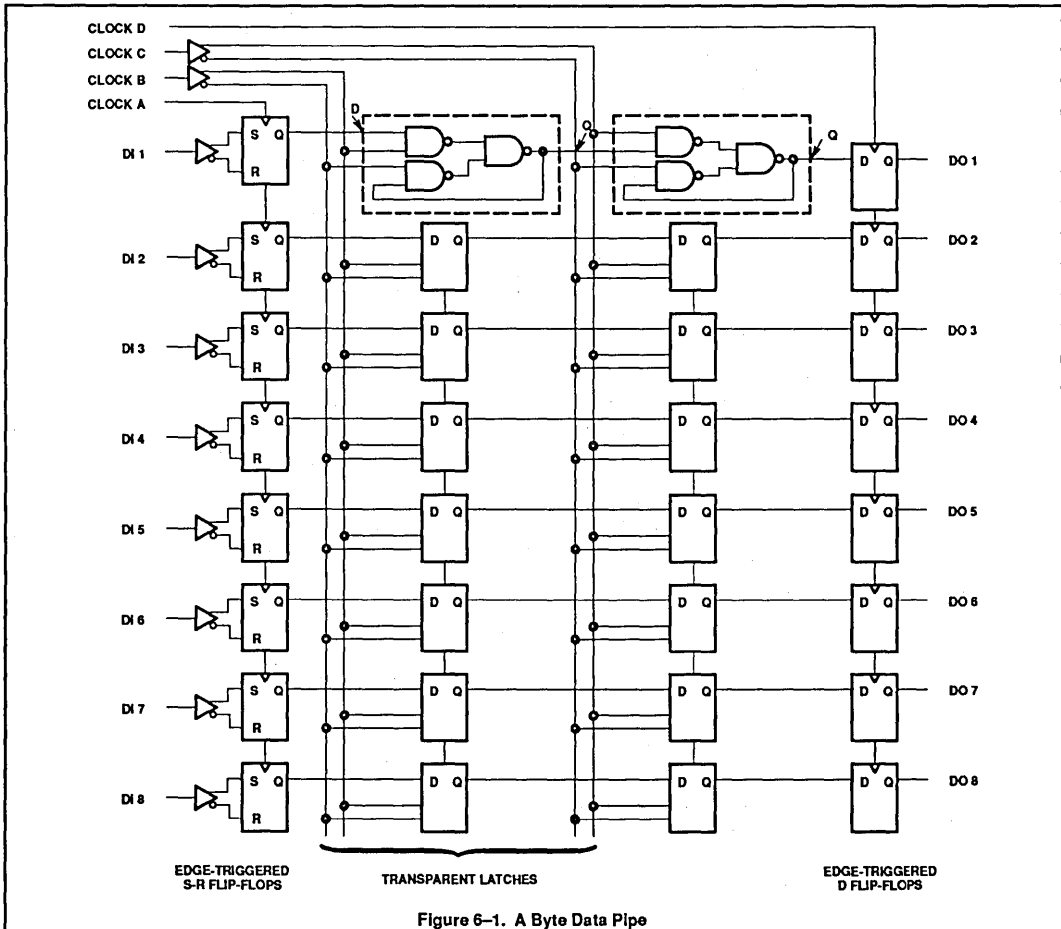 CLOCK D
CLOCK C
CLOCK B
CLOCK A
D
Q
S Q
R
DI 1
D Q
DO 1
Q
S Q
R
DI 2
D Q
D Q
D Q
DO 2
S Q
R
DI 3
D Q
D Q
D Q
DO 3
S Q
R
DI 4
D Q
D Q
D Q
DO 4
S Q
R
DI 5
D Q
D Q
D Q
DO 5
S Q
R
DI 6
D Q
D Q
D Q
DO 6
S Q
R
DI 7
D Q
D Q
D Q
DO 7
S Q
R
DI 8
D Q
D Q
D Q
DO 8
EDGE-TRIGGERED
S-R FLIP-FLOPS
TRANSPARENT LATCHES
EDGE-TRIGGERED
D FLIP-FLOPS
Figure 6–1. A Byte Data Pipe